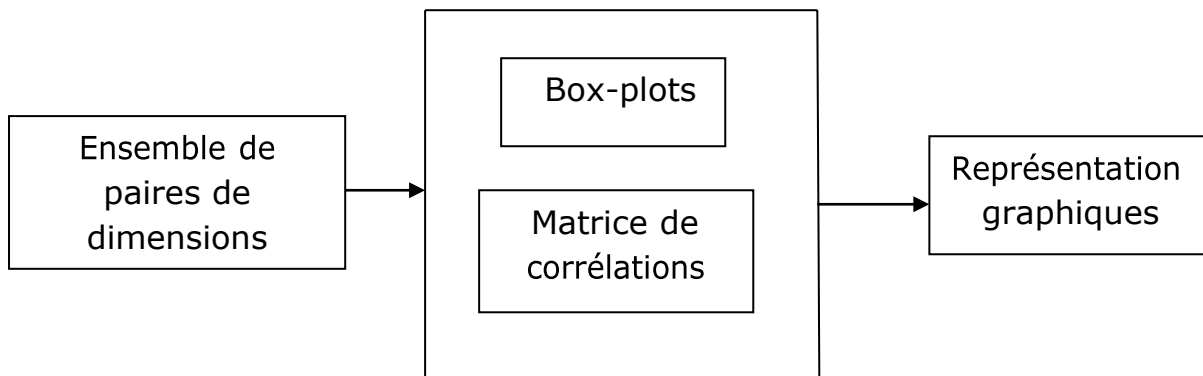 Ensemble de
paires de
dimensions
Box-plots
Matrice de
corrélations
Représentation
graphiques